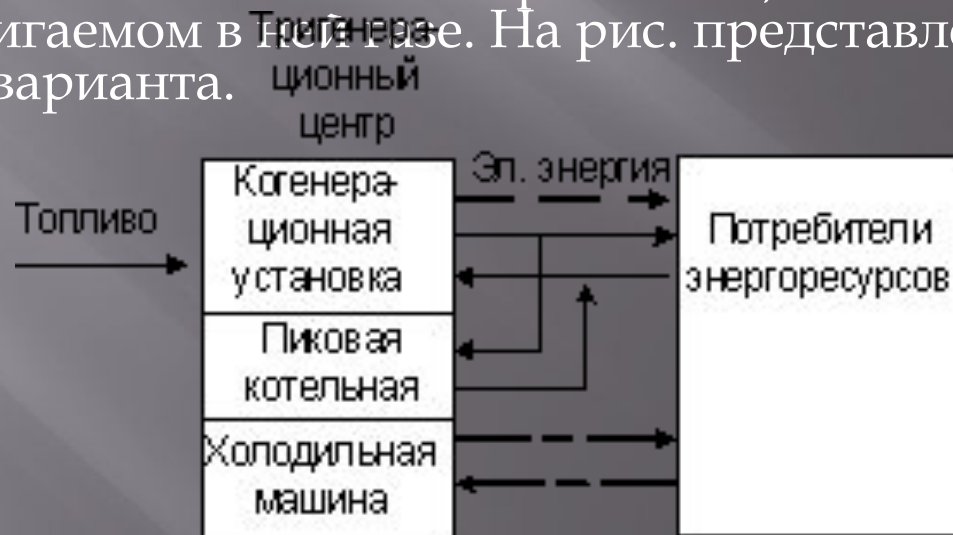 игаемом в ней газе. На рис. представле
варианта.
Тригенера-
ционный
центр
Топливо
Когенера-
ционная
установка
Пиковая
котельная
Холодильная
машина
Эл. энергия
Потребители
энергоресурсов